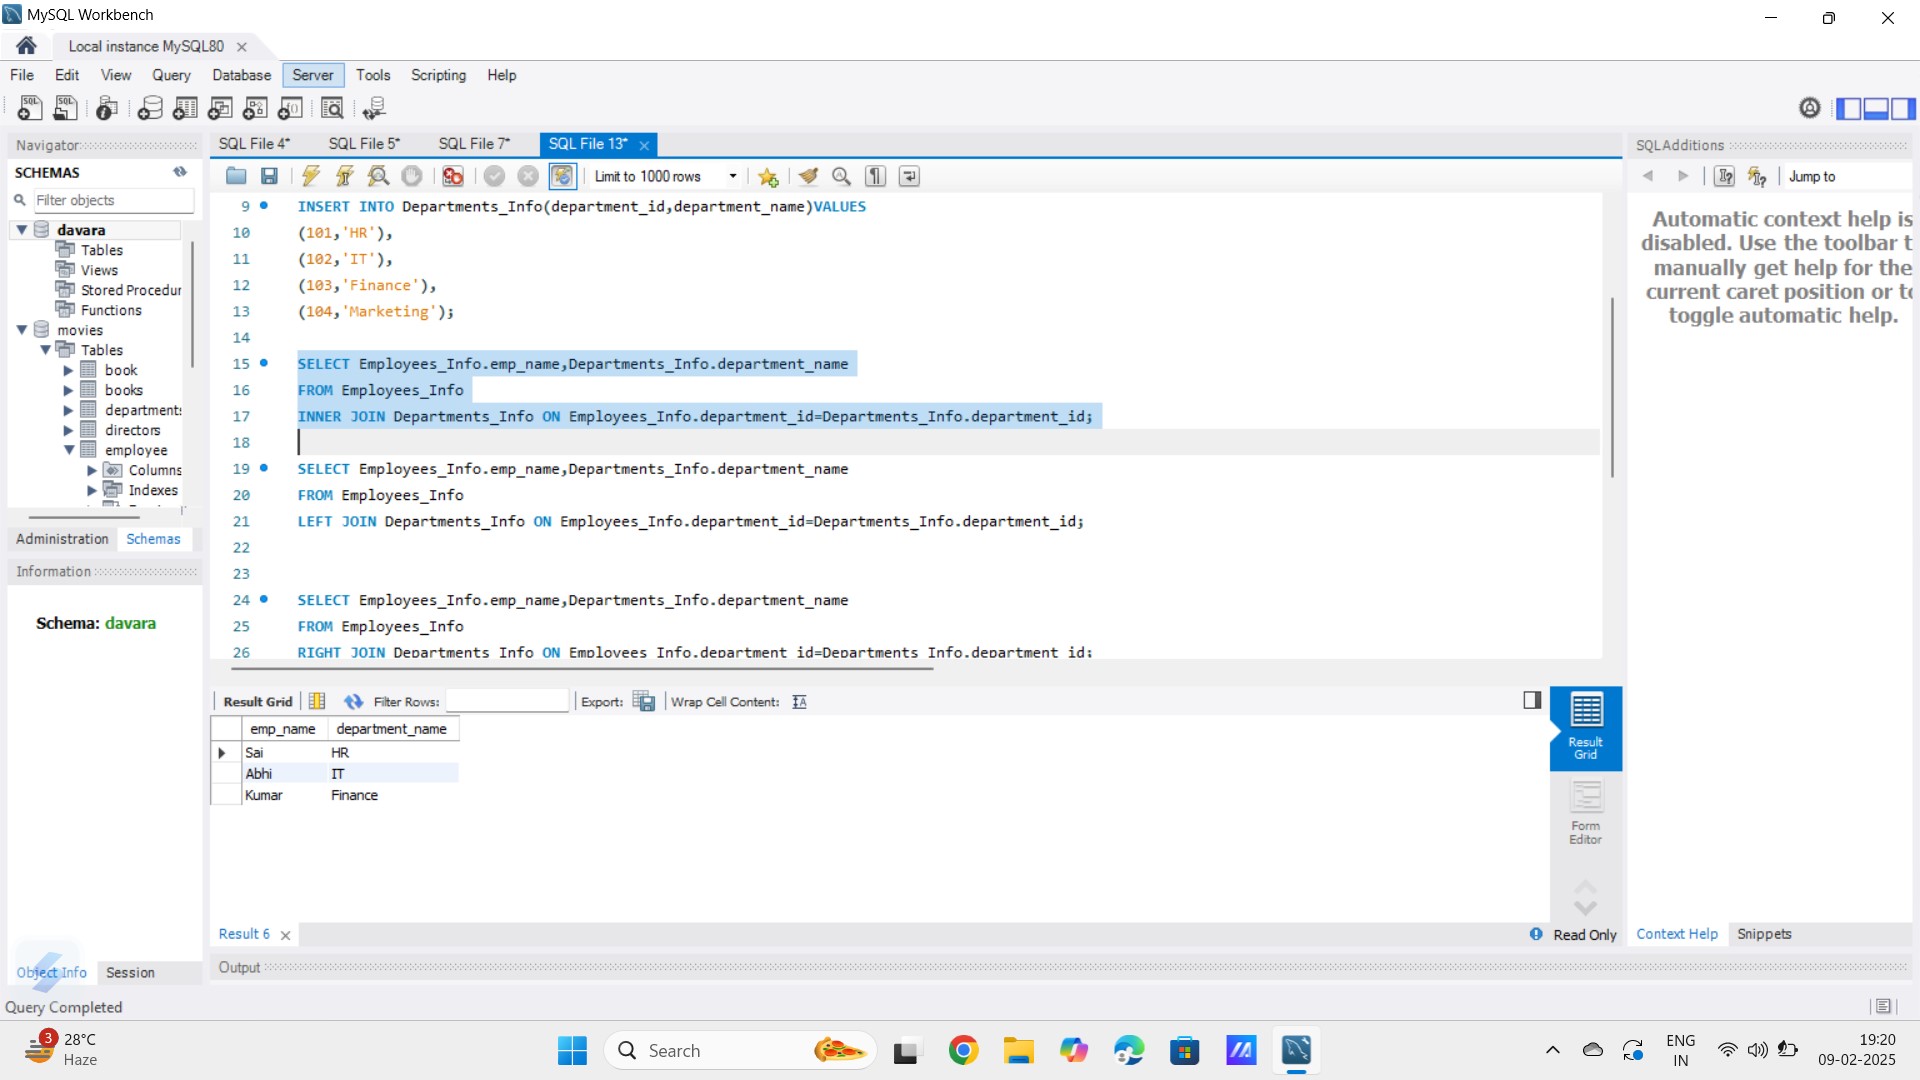 MySQL Workbench
Local instance MySQL80
File Edit View Query Database Server Tools Scripting Help
Navigator
SCHEMAS
Filter objects
davara
Tables
Views
Stored Procedur
Functions
movies
Tables
book
books
departments
directors
employee
Columns
Indexes
Administration Schemas
Information
Schema: davara
Object Info Session
Query Completed
SQL File 4* SQL File 5* SQL File 7* SQL File 13*
Limit to 1000 rows
9 INSERT INTO Departments_Info(department_id,department_name)VALUES
10 (101,'HR'),
11 (102,'IT'),
12 (103,'Finance'),
13 (104,'Marketing');
14
15 SELECT Employees_Info.emp_name,Departments_Info.department_name
16 FROM Employees_Info
17 INNER JOIN Departments_Info ON Employees_Info.department_id=Departments_Info.department_id;
18
19 SELECT Employees_Info.emp_name,Departments_Info.department_name
20 FROM Employees_Info
21 LEFT JOIN Departments_Info ON Employees_Info.department_id=Departments_Info.department_id;
22
23
24 SELECT Employees_Info.emp_name,Departments_Info.department_name
25 FROM Employees_Info
26 RIGHT JOIN Departments_Info ON Employees_Info.department_id=Departments_Info.department_id;
Result Grid Filter Rows: Export: Wrap Cell Content:
emp_name department_name
Sai HR
Abhi IT
Kumar Finance
Result
Grid
Form
Editor
Result 6
Read Only
Output
SQLAdditions
Jump to
Automatic context help is
disabled. Use the toolbar t
manually get help for the
current caret position or to
toggle automatic help.
Context Help Snippets
3
28°C
Haze
Search
ENG
IN
19:20
09-02-2025